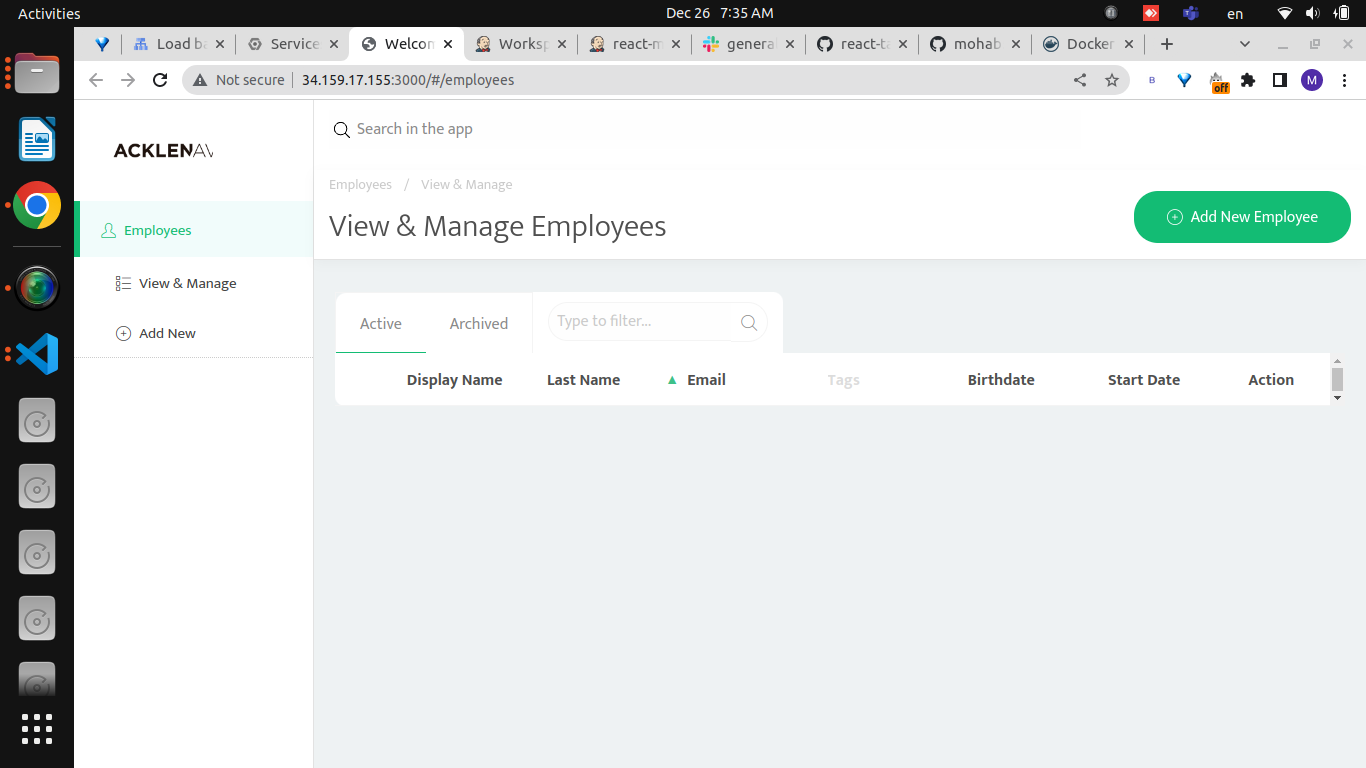 Activities
Dec 26 7:35 AM
en
Load ba
Service
Welcom
Worksp
react-m
general
react-ta
mohab
Docker
Not secure
34.159.17.155:3000/#/employees
B
off
M
ACKLENAV
Search in the app
Employees / View & Manage
View & Manage Employees
Add New Employee
Employees
View & Manage
Add New
Active
Archived
Type to filter...
Display Name
Last Name
Email
Tags
Birthdate
Start Date
Action